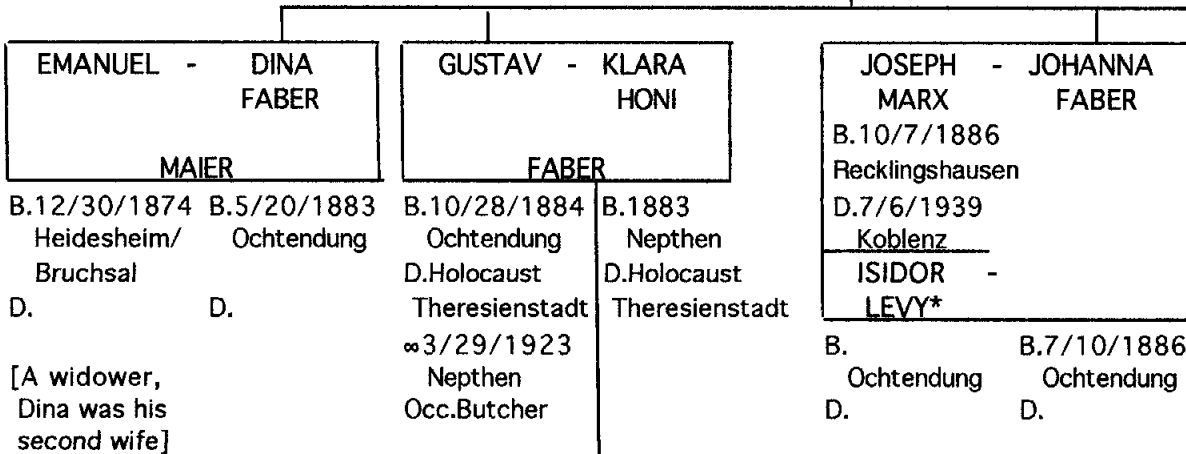 EMANUEL - DINA
FABER
MAIER
B.12/30/1874 B.5/20/1883
Heidesheim/ Ochtendung
Bruchsal
D. D.
[A widower,
Dina was his
second wife]
GUSTAV - KLARA
HONI
FABER
B.10/28/1884 B.1883
Ochtendung Nepthen
D.Holocaust D.Holocaust
Theresienstadt Theresienstadt
∞3/29/1923
Nepthen
Occ.Butcher
JOSEPH - JOHANNA
MARX FABER
B.10/7/1886
Recklingshausen
D.7/6/1939
Koblenz
ISIDOR -
LEVY*
B. B.7/10/1886
Ochtendung Ochtendung
D. D.